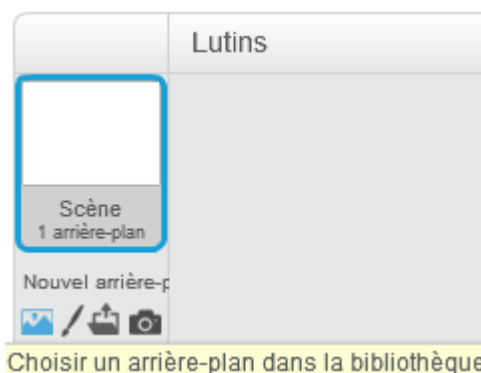 Lutins
Scène
1 arrière-plan
Nouvel arrière-p
Choisir un arrière-plan dans la bibliothèque